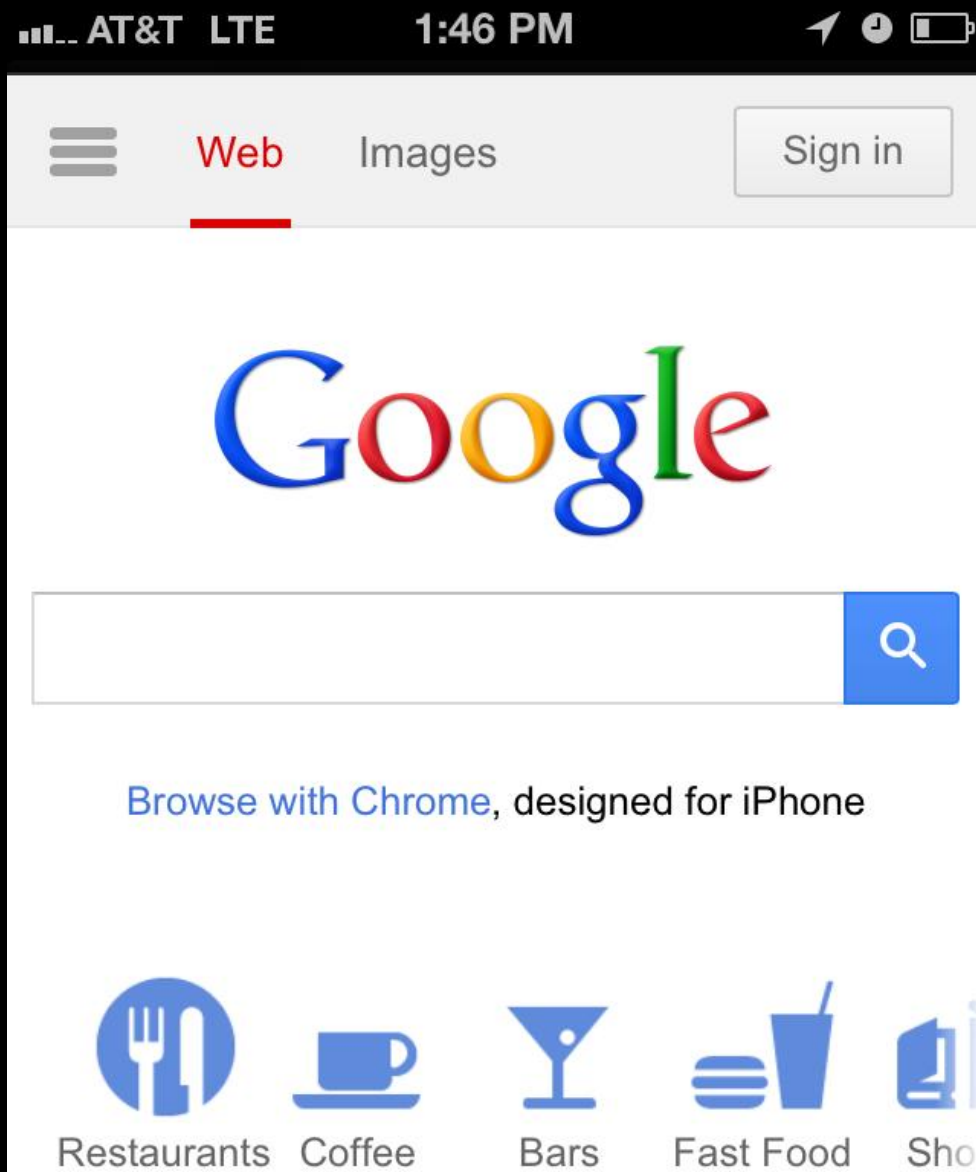 AT&T LTE 1:46 PM
Web Images Sign in
Google
Browse with Chrome, designed for iPhone
Restaurants Coffee Bars Fast Food Sho